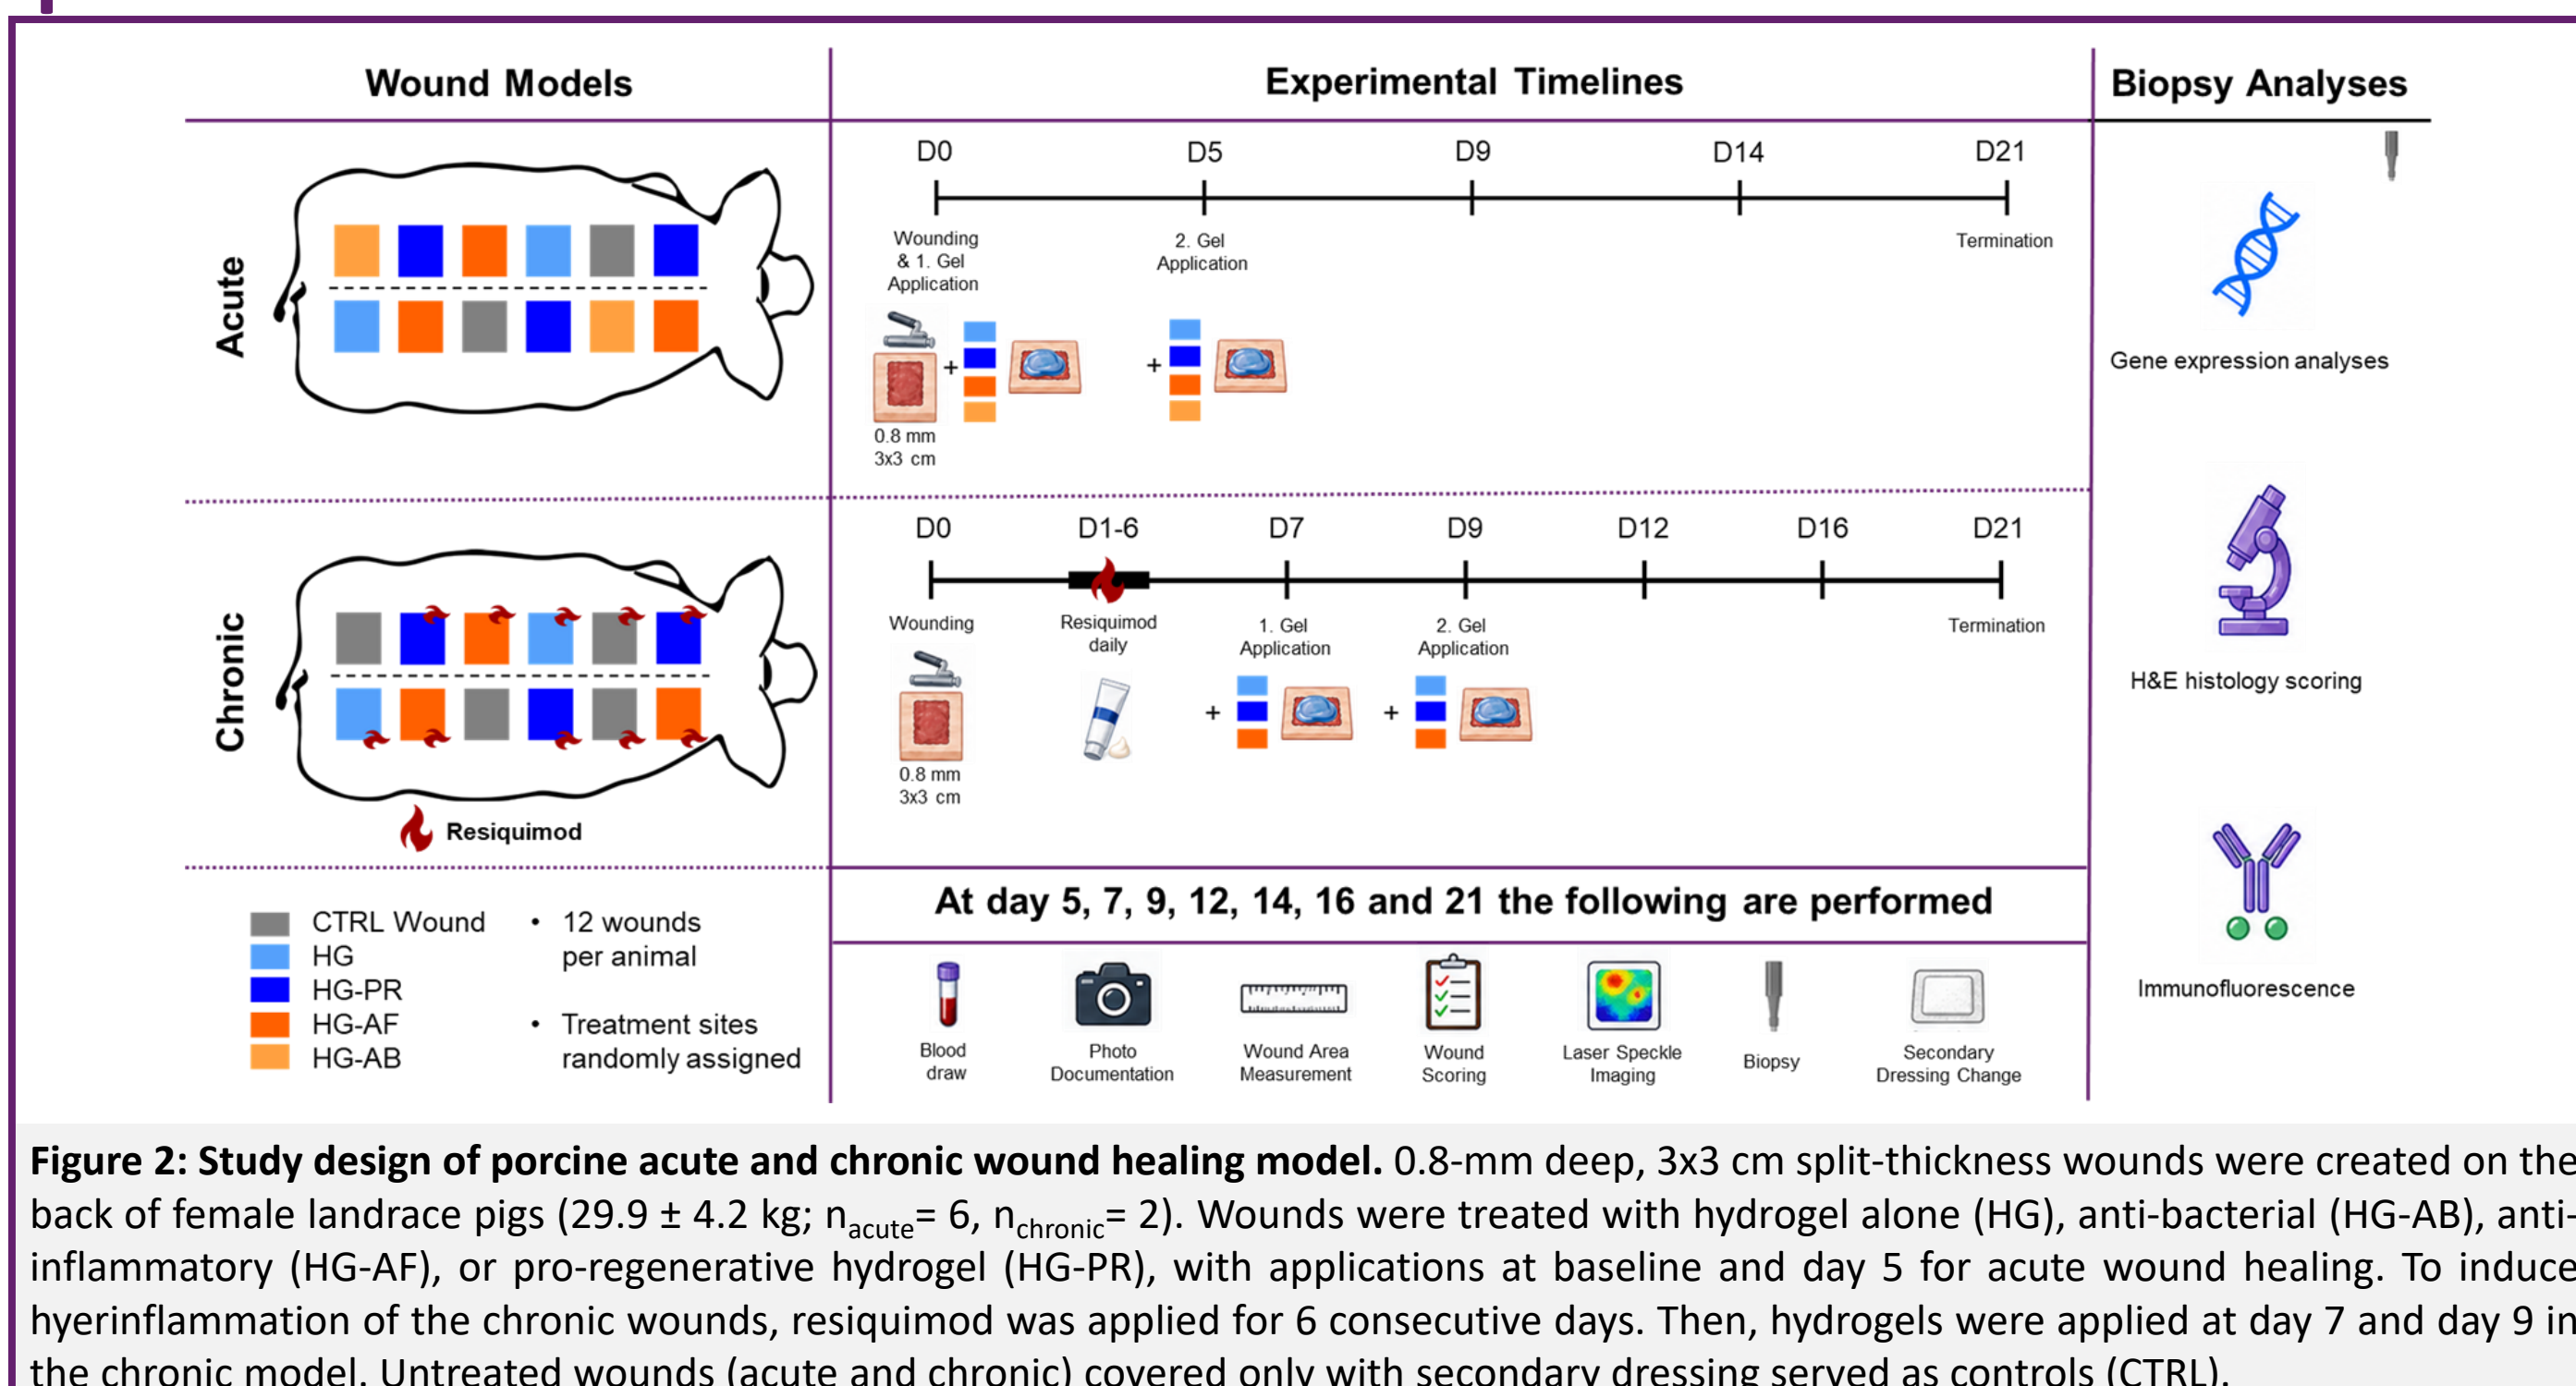 Wound Models
Experimental Timelines
Biopsy Analyses
Acute
D0 D5 D9 D14 D21
Wounding
& 1. Gel
Application
2. Gel
Application
Termination
+
+
0.8 mm
3x3 cm
Chronic
Resiquimod
D0 D1-6 D7 D9 D12 D16 D21
Wounding
Resiquimod
daily
1. Gel
Application
2. Gel
Application
Termination
+
+
0.8 mm
3x3 cm
CTRL Wound
HG
HG-PR
HG-AF
HG-AB
• 12 wounds
per animal
• Treatment sites
randomly assigned
At day 5, 7, 9, 12, 14, 16 and 21 the following are performed
Blood
draw
Photo
Documentation
Wound Area
Measurement
Wound
Scoring
Laser Speckle
Imaging
Biopsy
Secondary
Dressing Change
Gene expression analyses
H&E histology scoring
Immunofluorescence
Figure 2: Study design of porcine acute and chronic wound healing model. 0.8-mm deep, 3x3 cm split-thickness wounds were created on the
back of female landrace pigs (29.9 ± 4.2 kg; nacute= 6, nchronic= 2). Wounds were treated with hydrogel alone (HG), anti-bacterial (HG-AB), anti-
inflammatory (HG-AF), or pro-regenerative hydrogel (HG-PR), with applications at baseline and day 5 for acute wound healing. To induce
hyerinflammation of the chronic wounds, resiquimod was applied for 6 consecutive days. Then, hydrogels were applied at day 7 and day 9 in
the chronic model. Untreated wounds (acute and chronic) covered only with secondary dressing served as controls (CTRL).